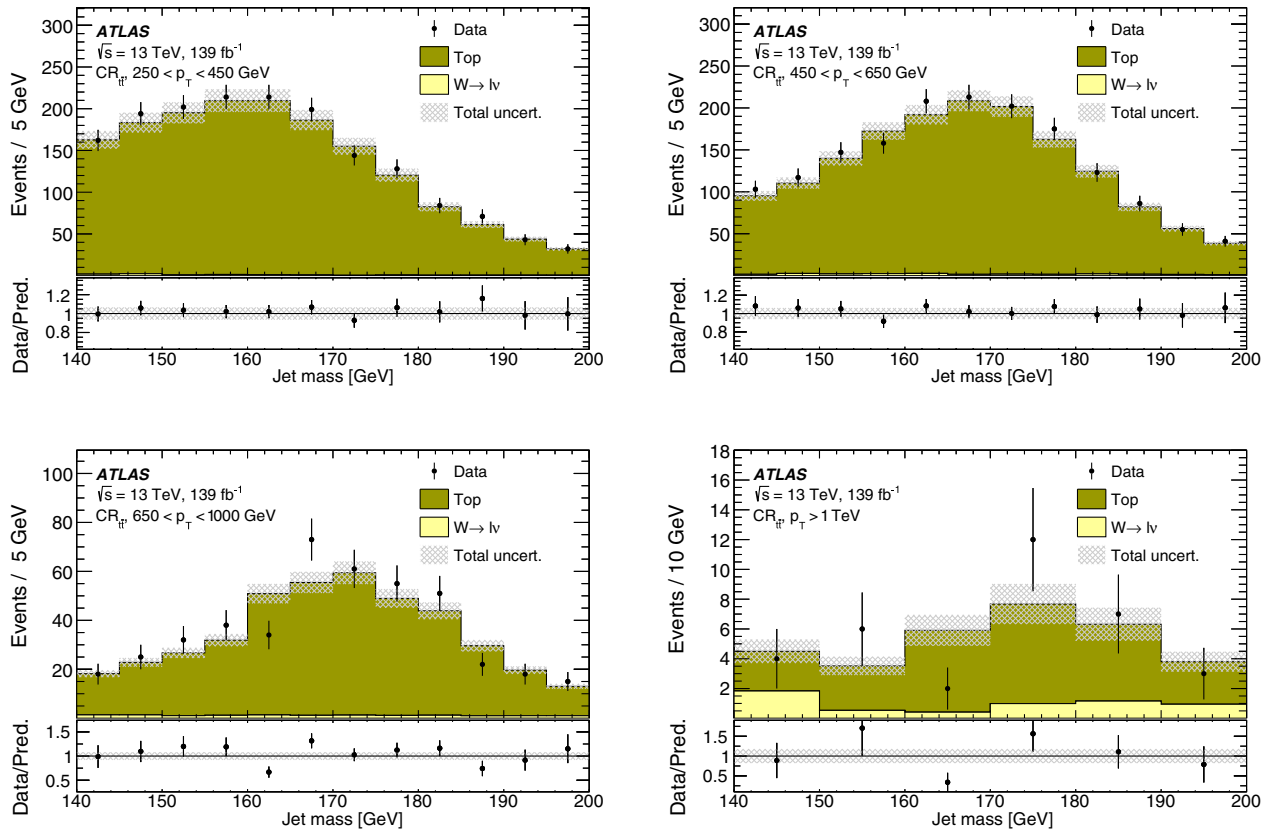 Events / 5 GeV
300
250
200
150
100
50
ATLAS
√s = 13 TeV, 139 fb⁻¹
CR_tt̄, 250 < p_T < 450 GeV
Data
Top
W→ lν
Total uncert.
Data/Pred.
1.2
1
0.8
140 150 160 170 180 190 200
Jet mass [GeV]
Events / 5 GeV
300
250
200
150
100
50
ATLAS
√s = 13 TeV, 139 fb⁻¹
CR_tt̄, 450 < p_T < 650 GeV
Data
Top
W→ lν
Total uncert.
Data/Pred.
1.2
1
0.8
140 150 160 170 180 190 200
Jet mass [GeV]
Events / 5 GeV
100
80
60
40
20
ATLAS
√s = 13 TeV, 139 fb⁻¹
CR_tt̄, 650 < p_T < 1000 GeV
Data
Top
W→ lν
Total uncert.
Data/Pred.
1.5
1
0.5
140 150 160 170 180 190 200
Jet mass [GeV]
Events / 10 GeV
18
16
14
12
10
8
6
4
2
ATLAS
√s = 13 TeV, 139 fb⁻¹
CR_tt̄, p_T > 1 TeV
Data
Top
W→ lν
Total uncert.
Data/Pred.
1.5
1
0.5
140 150 160 170 180 190 200
Jet mass [GeV]